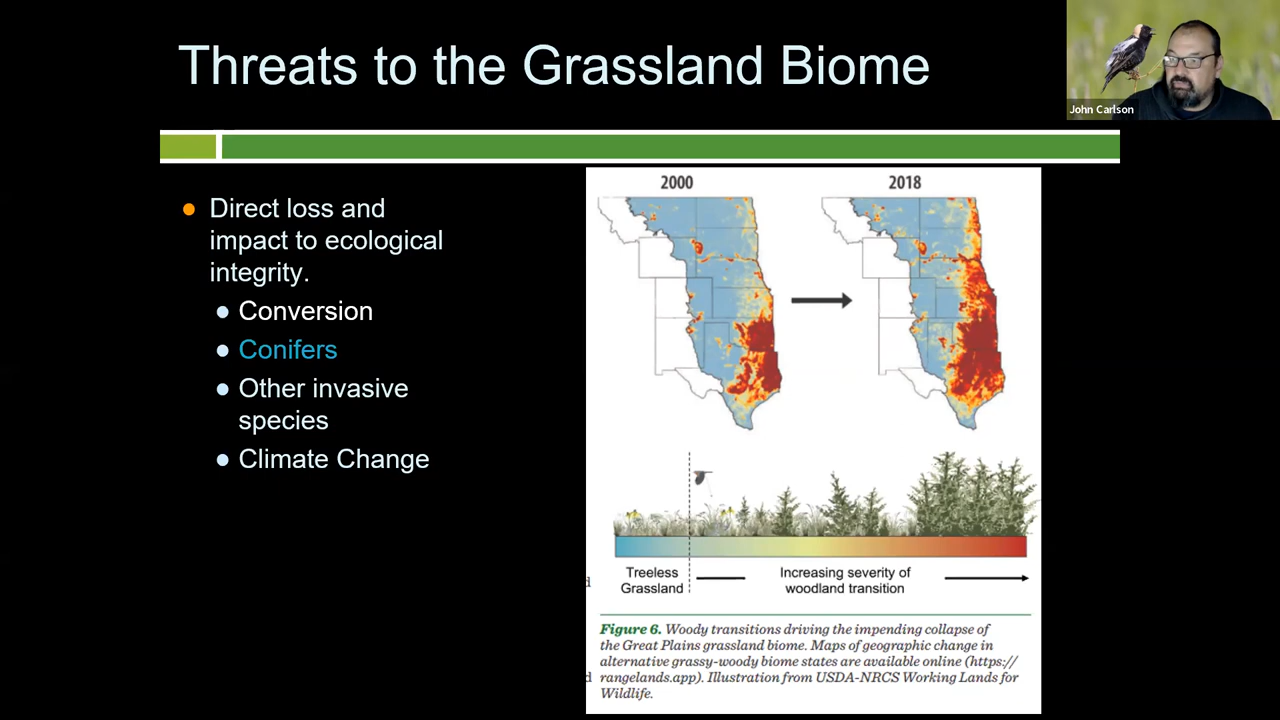 Threats to the Grassland Biome
John Carlson
Direct loss and
impact to ecological
integrity.
Conversion
Conifers
Other invasive
species
Climate Change
2000
2018
Treeless
Grassland
Increasing severity of
woodland transition
d
d
Figure 6. Woody transitions driving the impending collapse of
the Great Plains grassland biome. Maps of geographic change in
alternative grassy-woody biome states are available online (https://
rangelands.app). Illustration from USDA-NRCS Working Lands for
Wildlife.